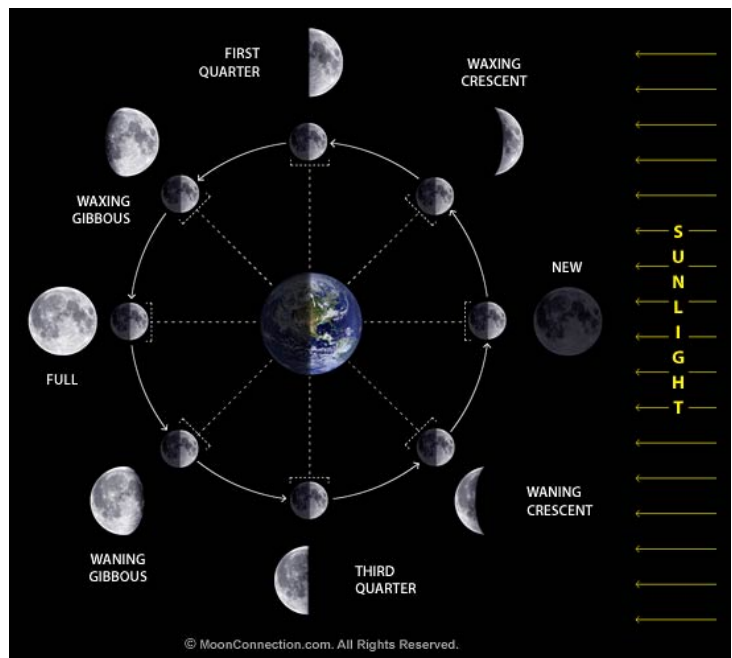 FIRST
QUARTER
WAXING
CRESCENT
WAXING
GIBBOUS
NEW
FULL
SUNLIGHT
WANING
GIBBOUS
THIRD
QUARTER
WANING
CRESCENT
© MoonConnection.com. All Rights Reserved.